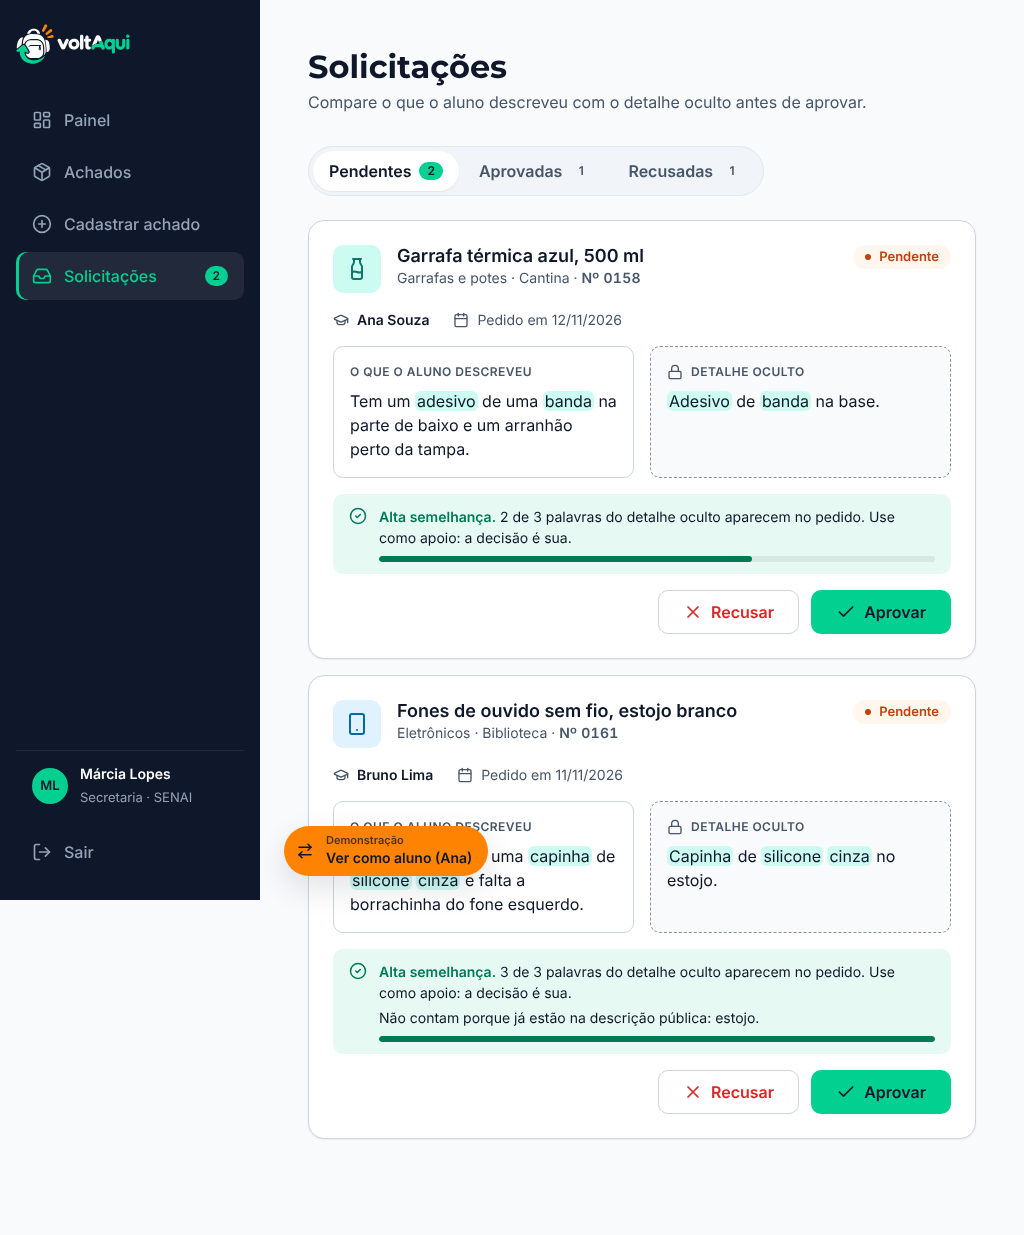 voltAqui
Painel
Achados
Cadastrar achado
Solicitações 2
Márcia Lopes
Secretaria · SENAI
Sair
Solicitações
Compare o que o aluno descreveu com o detalhe oculto antes de aprovar.
Pendentes 2 Aprovadas 1 Recusadas 1
Garrafa térmica azul, 500 ml
Pendente
Garrafas e potes · Cantina · Nº 0158
Ana Souza Pedido em 12/11/2026
O QUE O ALUNO DESCREVEU
Tem um adesivo de uma banda na
parte de baixo e um arranhão
perto da tampa.
DETALHE OCULTO
Adesivo de banda na base.
Alta semelhança. 2 de 3 palavras do detalhe oculto aparecem no pedido. Use
como apoio: a decisão é sua.
Recusar Aprovar
Fones de ouvido sem fio, estojo branco
Pendente
Eletrônicos · Biblioteca · Nº 0161
Bruno Lima Pedido em 11/11/2026
O QUE O ALUNO DESCREVEU
Demonstração
Ver como aluno (Ana)
uma capinha de
silicone cinza e falta a
borrachinha do fone esquerdo.
DETALHE OCULTO
Capinha de silicone cinza no
estojo.
Alta semelhança. 3 de 3 palavras do detalhe oculto aparecem no pedido. Use
como apoio: a decisão é sua.
Não contam porque já estão na descrição pública: estojo.
Recusar Aprovar
ML